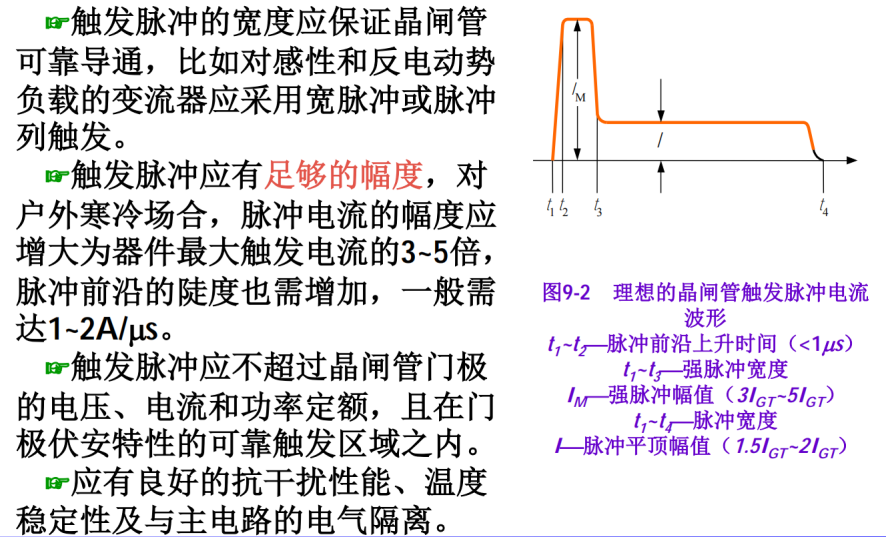 ☞触发脉冲的宽度应保证晶闸管
可靠导通，比如对感性和反电动势
负载的变流器应采用宽脉冲或脉冲
列触发。
☞触发脉冲应有足够的幅度，对
户外寒冷场合，脉冲电流的幅度应
增大为器件最大触发电流的3~5倍，
脉冲前沿的陡度也需增加，一般需
达1~2A/μs。
☞触发脉冲应不超过晶闸管门极
的电压、电流和功率定额，且在门
极伏安特性的可靠触发区域之内。
☞应有良好的抗干扰性能、温度
稳定性及与主电路的电气隔离。
I_M
I
t_1 t_2 t_3 t_4
图9-2 理想的晶闸管触发脉冲电流
波形
t_1~t_2—脉冲前沿上升时间（<1μs）
t_1~t_3—强脉冲宽度
I_M—强脉冲幅值（3I_GT~5I_GT）
t_1~t_4—脉冲宽度
I—脉冲平顶幅值（1.5I_GT~2I_GT）